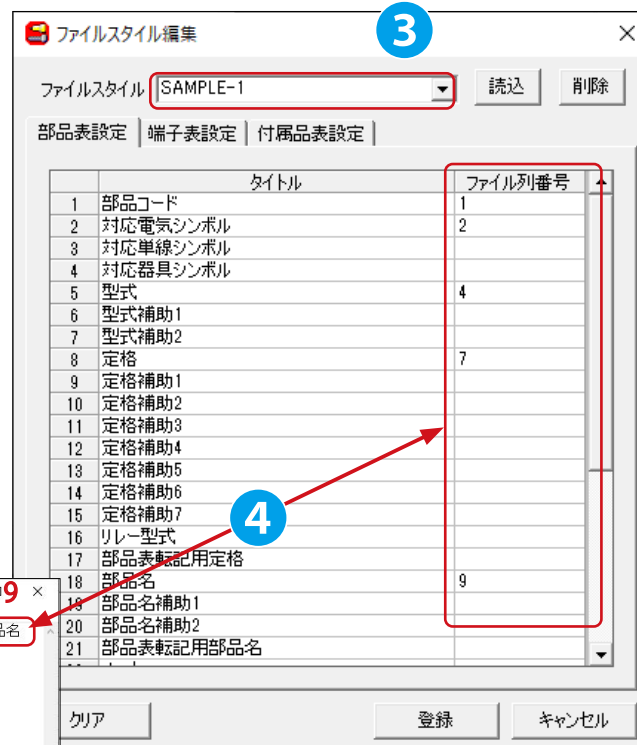 ファイルスタイル編集
3
×
ファイルスタイル SAMPLE-1 読込 削除
部品表設定 端子表設定 付属品表設定
タイトル ファイル列番号
1 部品コード 1
2 対応電気シンボル 2
3 対応単線シンボル
4 対応器具シンボル
5 型式 4
6 型式補助1
7 型式補助2
8 定格 7
9 定格補助1
10 定格補助2
11 定格補助3
12 定格補助4
13 定格補助5
14 定格補助6
15 定格補助7
4
16 リレー型式
17 部品表転記用定格
9 ×
18 部品名 9
19 部品名補助1
品名
20 部品名補助2
21 部品表転記用部品名
クリア 登録 キャンセル